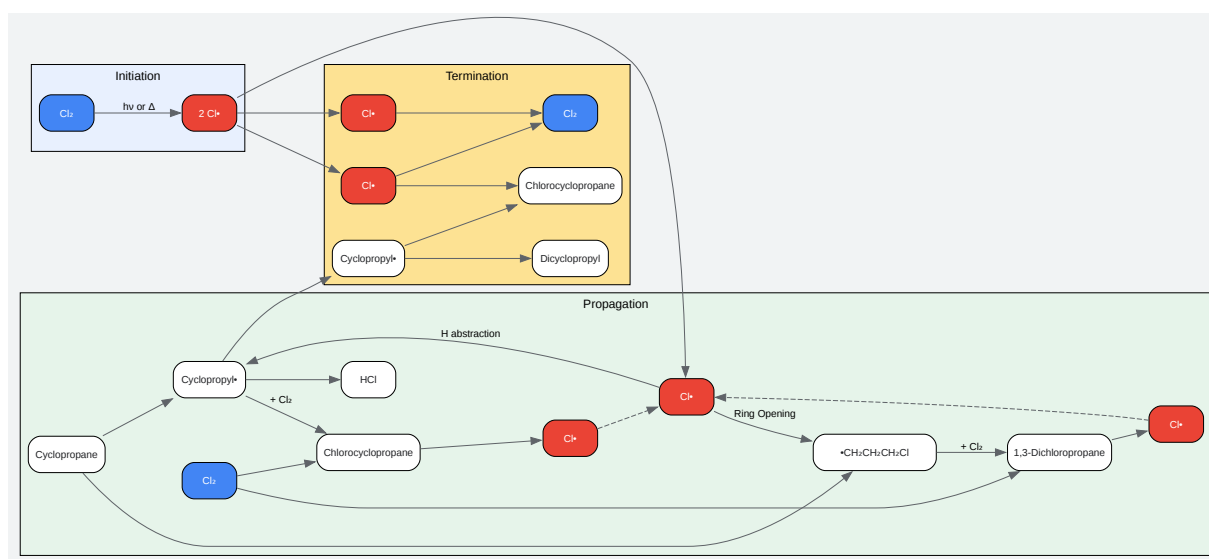 Initiation
Cl₂
hν or Δ
2 Cl•
Termination
Cl•
Cl₂
Cl•
Chlorocyclopropane
Cyclopropyl•
Dicyclopropyl
Propagation
H abstraction
Cyclopropyl•
HCl
+ Cl₂
Cl•
Ring Opening
Cl•
Cl•
Cyclopropane
Chlorocyclopropane
•CH₂CH₂CH₂Cl
+ Cl₂
1,3-Dichloropropane
Cl₂